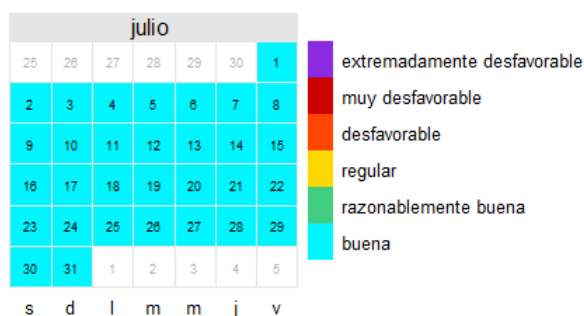 julio
25 26 27 28 29 30 1
2 3 4 5 6 7 8
9 10 11 12 13 14 15
16 17 18 19 20 21 22
23 24 25 26 27 28 29
30 31 1 2 3 4 5
s d l m m j v
extremadamente desfavorable
muy desfavorable
desfavorable
regular
razonablemente buena
buena